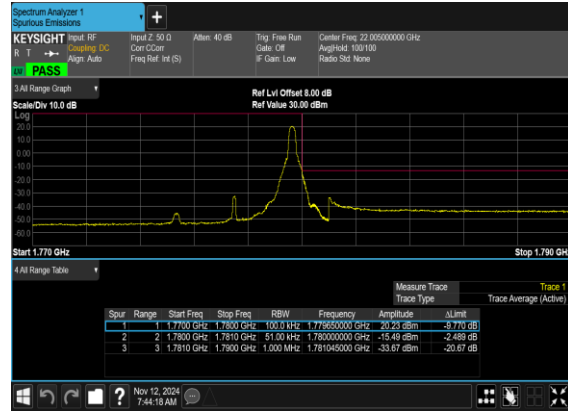 Spectrum Analyzer 1
Spurious Emissions
KEYSIGHT
R T
LXI PASS
Input: RF
Coupling: DC
Align: Auto
Input Z: 50 Ω
Corr CCorr
Freq Ref: Int (S)
Atten: 40 dB
Trig: Free Run
Gate: Off
IF Gain: Low
Center Freq: 22.005000000 GHz
Avg|Hold: 100/100
Radio Std: None
3 All Range Graph
Scale/Div 10.0 dB
Ref Lvl Offset 8.00 dB
Ref Value 30.00 dBm
Log
20.0
10.0
0.00
-10.0
-20.0
-30.0
-40.0
-50.0
-60.0
Start 1.770 GHz
Stop 1.790 GH
4 All Range Table
Measure Trace Trace 1
Trace Type Trace Average (Active)
Spur Range Start Freq Stop Freq RBW Frequency Amplitude ΔLimit
1 1 1.7700 GHz 1.7800 GHz 100.0 kHz 1.779650000 GHz 20.23 dBm -9.770 dB
2 2 1.7800 GHz 1.7810 GHz 51.00 kHz 1.780000000 GHz -15.49 dBm -2.489 dB
3 3 1.7810 GHz 1.7900 GHz 1.000 MHz 1.781045000 GHz -33.67 dBm -20.67 dB
?
Nov 12, 2024
7:44:18 AM